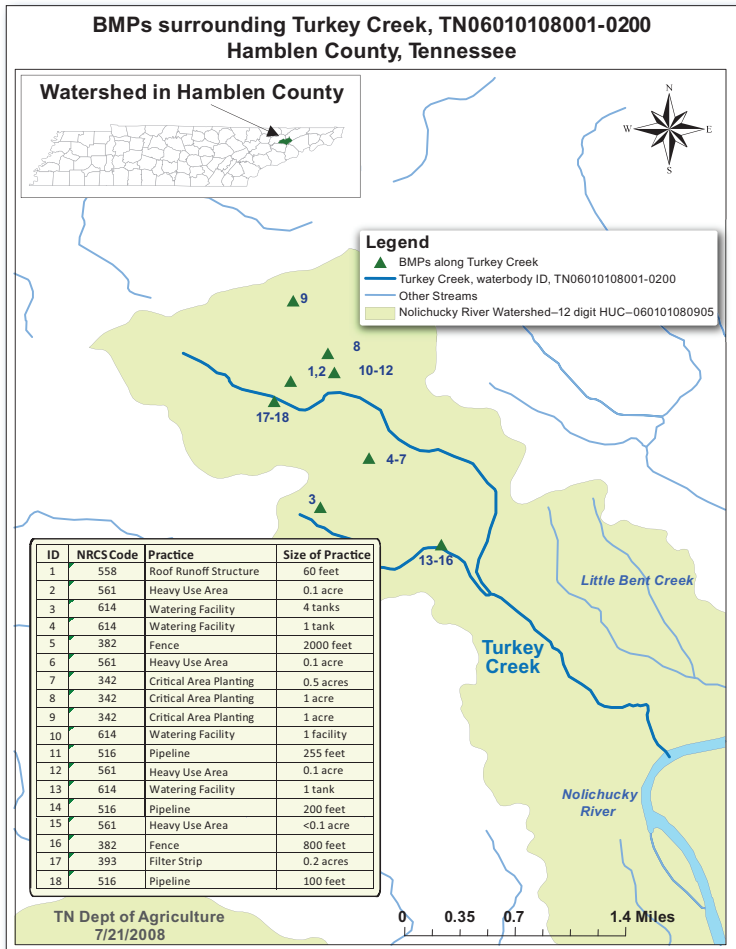 BMPs surrounding Turkey Creek, TN06010108001-0200
Hamblen County, Tennessee
Watershed in Hamblen County
N
W E
S
Legend
BMPs along Turkey Creek
Turkey Creek, waterbody ID, TN06010108001-0200
Other Streams
Nolichucky River Watershed–12 digit HUC–060101080905
9
8
1,2 10-12
17-18
4-7
3
13-16
Little Bent Creek
Turkey
Creek
Nolichucky
River
ID NRCS Code Practice Size of Practice
1 558 Roof Runoff Structure 60 feet
2 561 Heavy Use Area 0.1 acre
3 614 Watering Facility 4 tanks
4 614 Watering Facility 1 tank
5 382 Fence 2000 feet
6 561 Heavy Use Area 0.1 acre
7 342 Critical Area Planting 0.5 acres
8 342 Critical Area Planting 1 acre
9 342 Critical Area Planting 1 acre
10 614 Watering Facility 1 facility
11 516 Pipeline 255 feet
12 561 Heavy Use Area 0.1 acre
13 614 Watering Facility 1 tank
14 516 Pipeline 200 feet
15 561 Heavy Use Area <0.1 acre
16 382 Fence 800 feet
17 393 Filter Strip 0.2 acres
18 516 Pipeline 100 feet
TN Dept of Agriculture
7/21/2008
0 0.35 0.7 1.4 Miles